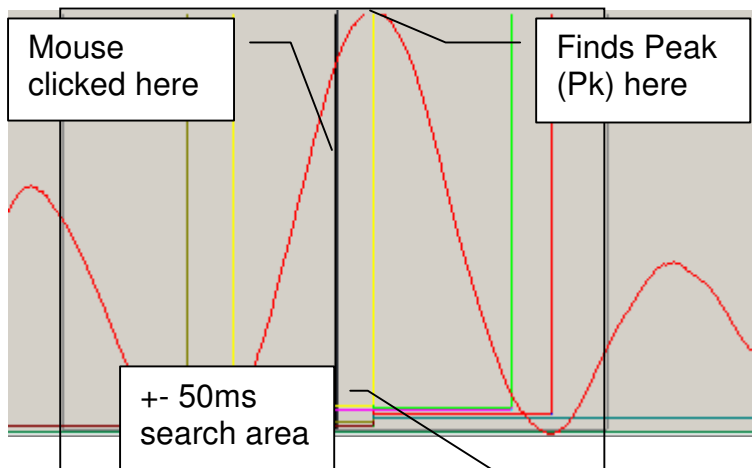 Mouse
clicked here
Finds Peak
(Pk) here
+- 50ms
search area